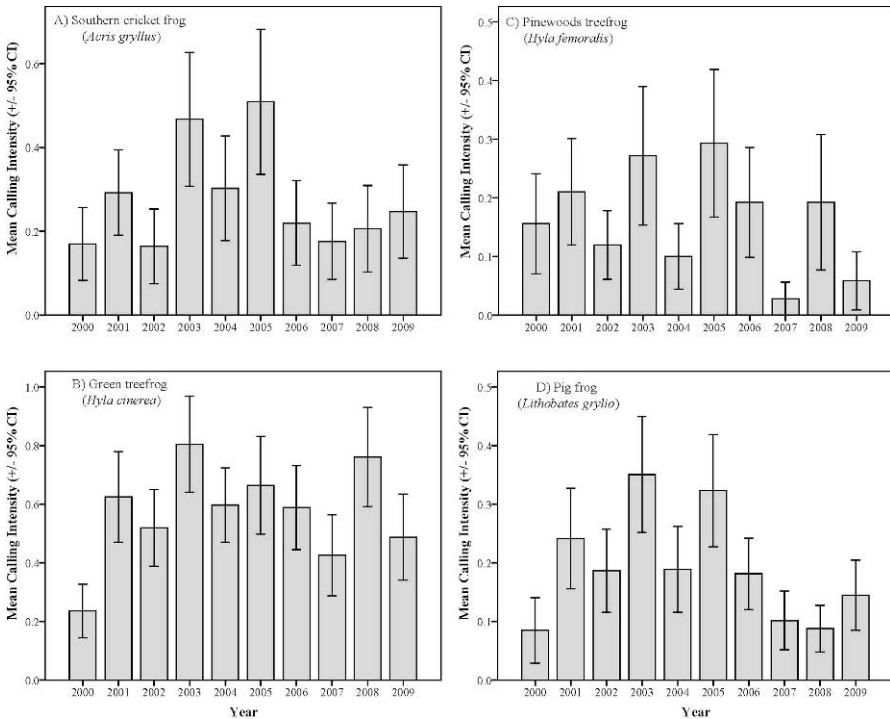 A) Southern cricket frog
(Acris gryllus)
Mean Calling Intensity (+/- 95% CI)
0.6
0.4
0.2
0.0
2000 2001 2002 2003 2004 2005 2006 2007 2008 2009
C) Pinewoods treefrog
(Hyla femoralis)
Mean Calling Intensity (+/- 95% CI)
0.5
0.4
0.3
0.2
0.1
0.0
2000 2001 2002 2003 2004 2005 2006 2007 2008 2009
B) Green treefrog
(Hyla cinerea)
Mean Calling Intensity (+/- 95% CI)
1.0
0.8
0.6
0.4
0.2
0.0
2000 2001 2002 2003 2004 2005 2006 2007 2008 2009
Year
D) Pig frog
(Lithobates grylio)
Mean Calling Intensity (+/- 95% CI)
0.5
0.4
0.3
0.2
0.1
0.0
2000 2001 2002 2003 2004 2005 2006 2007 2008 2009
Year